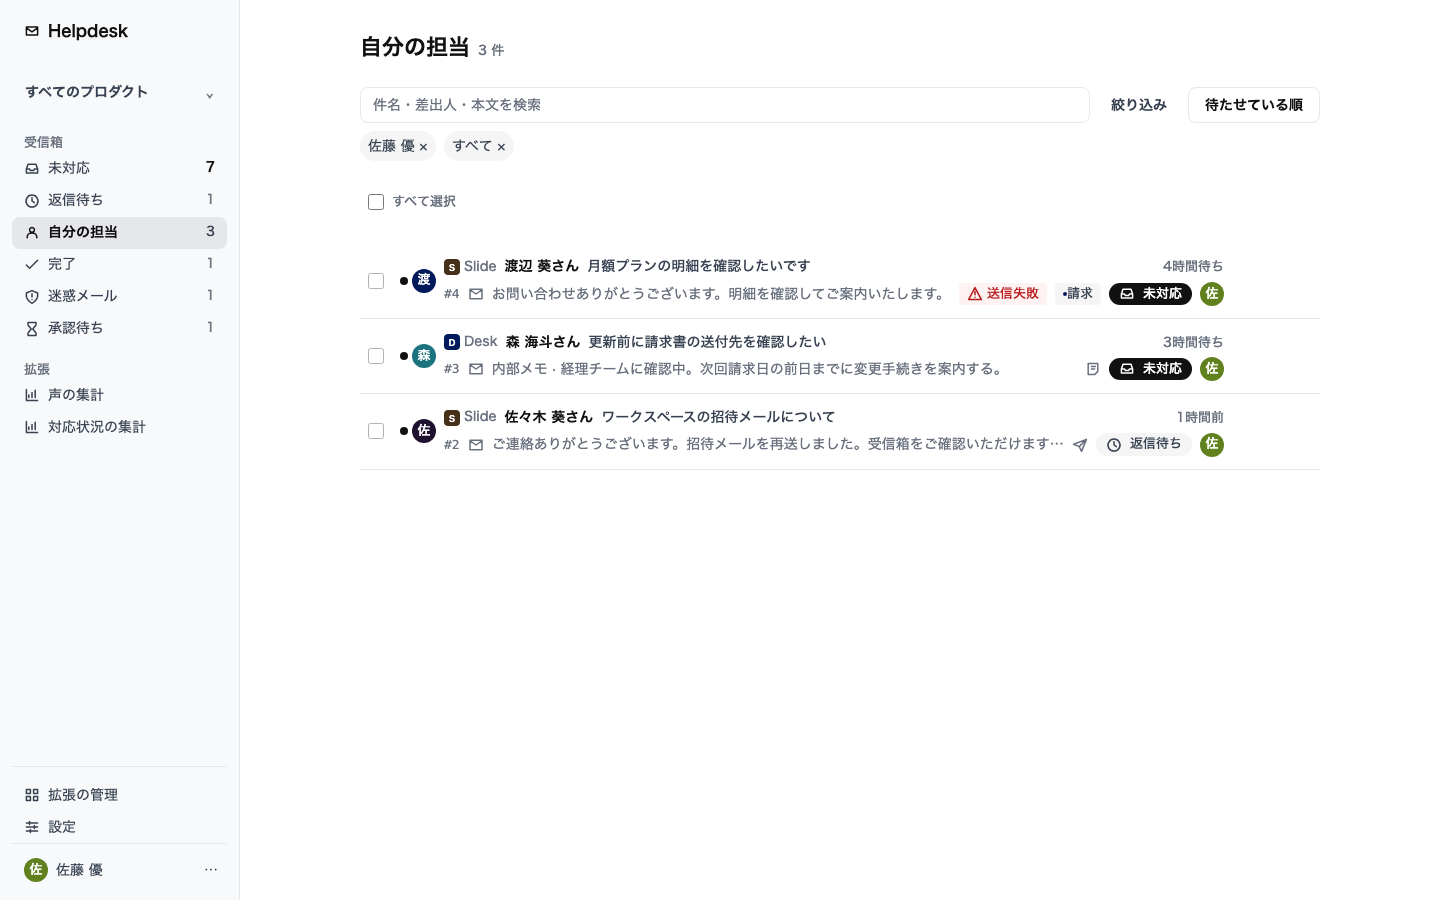 Helpdesk
すべてのプロダクト
受信箱
未対応 7
返信待ち 1
自分の担当 3
完了 1
迷惑メール 1
承認待ち 1
拡張
声の集計
対応状況の集計
拡張の管理
設定
佐 佐藤 優 …
自分の担当 3 件
件名・差出人・本文を検索 絞り込み 待たせている順
佐藤 優 × すべて ×
すべて選択
渡 S Slide 渡辺 葵さん 月額プランの明細を確認したいです 4時間待ち
#4 お問い合わせありがとうございます。明細を確認してご案内いたします。 送信失敗 •請求 未対応 佐
森 D Desk 森 海斗さん 更新前に請求書の送付先を確認したい 3時間待ち
#3 内部メモ · 経理チームに確認中。次回請求日の前日までに変更手続きを案内する。 未対応 佐
佐 S Slide 佐々木 葵さん ワークスペースの招待メールについて 1時間前
#2 ご連絡ありがとうございます。招待メールを再送しました。受信箱をご確認いただけます… 返信待ち 佐